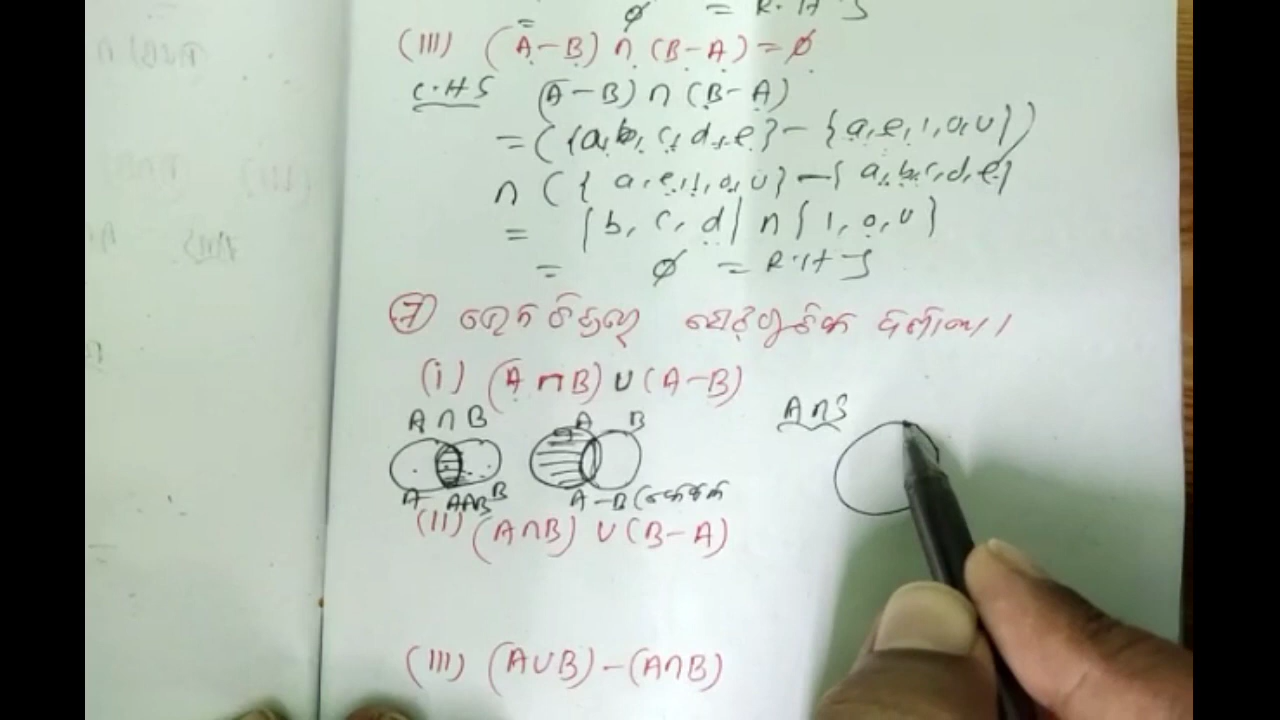 = ϕ = R.H.S
(III) (A-B) ∩ (B-A) = ϕ
L.H.S (A-B) ∩ (B-A)
= ({a,b,c,d,e} - {a,e,i,o,u})
∩ ({a,e,i,o,u} - {a,b,c,d,e}
= {b,c,d} ∩ {i,o,u}
= ϕ = R.H.S
⑦
(i) (A∩B) ∪ (A-B)
A∩B A B Ans
A A∩B B A-B
(II) (A∩B) ∪ (B-A)
(III) (A∪B) - (A∩B)